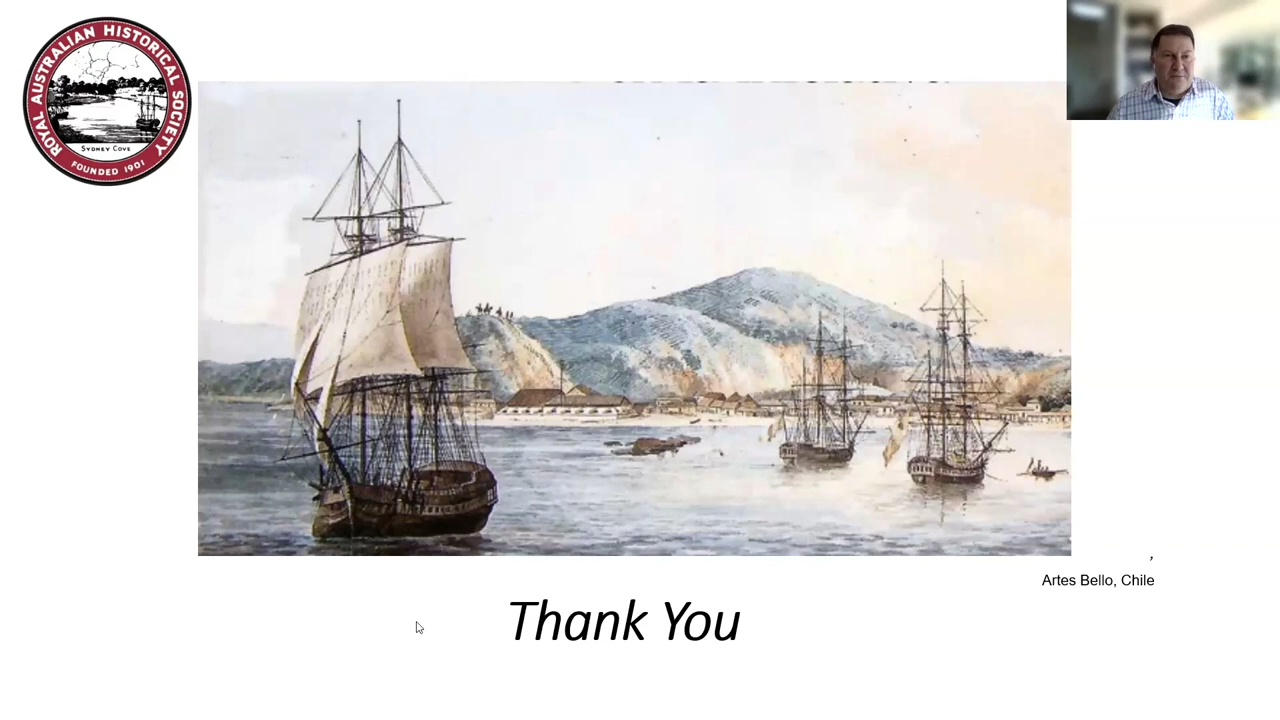 ROYAL AUSTRALIAN HISTORICAL SOCIETY
SYDNEY COVE
FOUNDED 1901
,
Artes Bello, Chile
Thank You